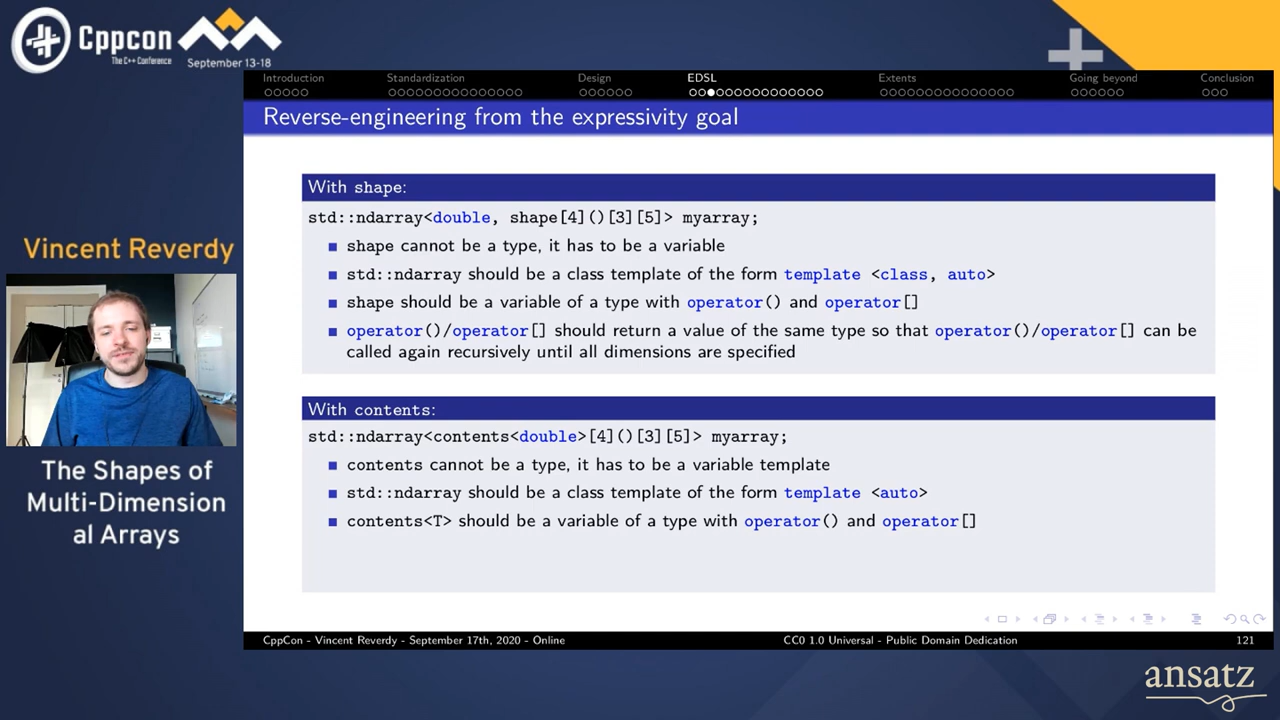 Cppcon
The C++ Conference
September 13-18
Introduction Standardization Design EDSL Extents Going beyond Conclusion
Reverse-engineering from the expressivity goal
With shape:
std::ndarray<double, shape[4]()[3][5]> myarray;
shape cannot be a type, it has to be a variable
std::ndarray should be a class template of the form template <class, auto>
shape should be a variable of a type with operator() and operator[]
operator()/operator[] should return a value of the same type so that operator()/operator[] can be
called again recursively until all dimensions are specified
With contents:
std::ndarray<contents<double>[4]()[3][5]> myarray;
contents cannot be a type, it has to be a variable template
std::ndarray should be a class template of the form template <auto>
contents<T> should be a variable of a type with operator() and operator[]
CppCon - Vincent Reverdy - September 17th, 2020 - Online CC0 1.0 Universal - Public Domain Dedication 121
Vincent Reverdy
The Shapes of
Multi-Dimension
al Arrays
ansatz